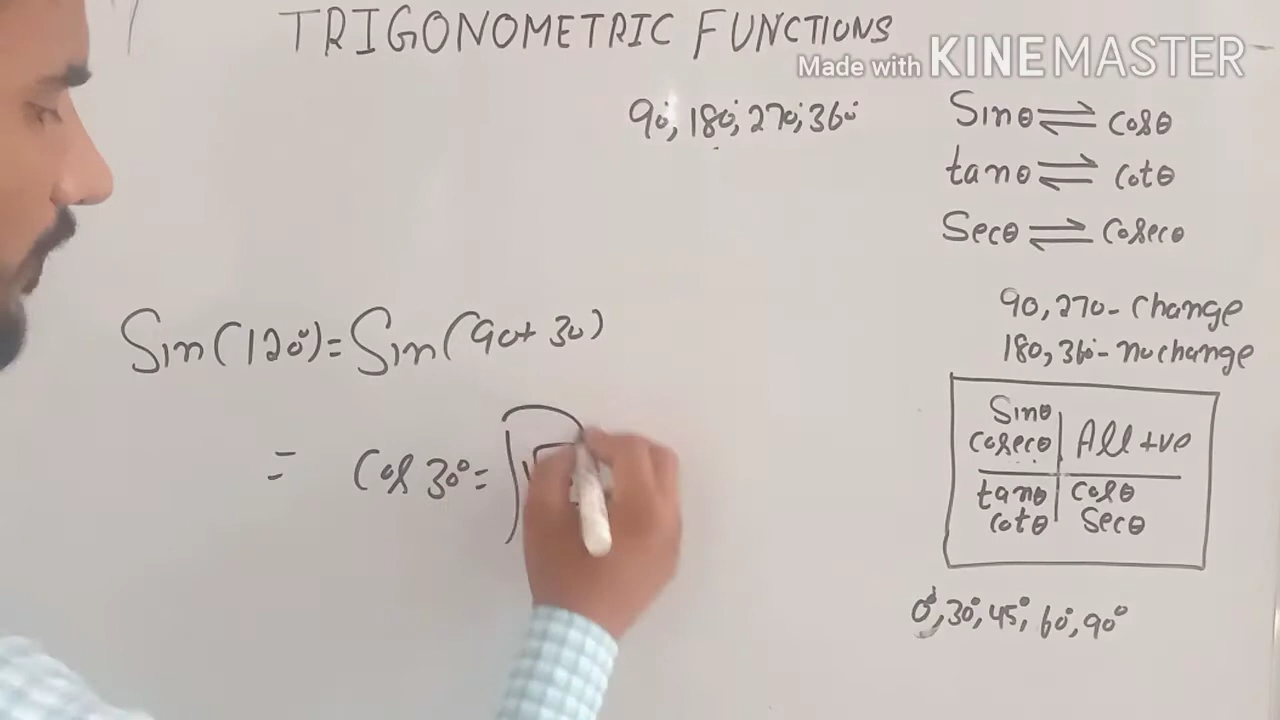 TRIGONOMETRIC FUNCTIONS
Made with KINEMASTER
90°, 180°, 270°, 360°
Sinθ ⇌ cosθ
tanθ ⇌ cotθ
Secθ ⇌ Cosecθ
90, 270 - Change
180, 360 - no change
Sin(120°) = Sin(90 + 30)
= Cos 30° =
Sinθ
Cosecθ
All +ve
tanθ
cotθ
Cosθ
Secθ
0°, 30°, 45°, 60°, 90°